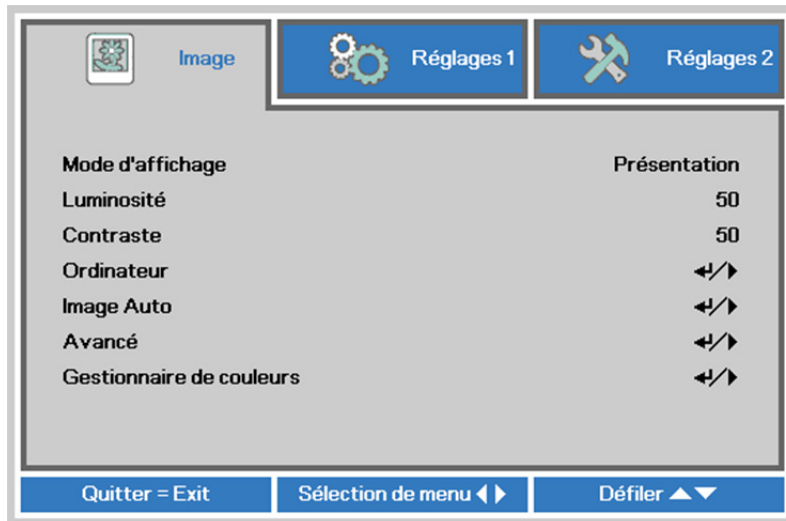 Image
Réglages 1
Réglages 2
Mode d'affichage Présentation
Luminosité 50
Contraste 50
Ordinateur
Image Auto
Avancé
Gestionnaire de couleurs
Quitter = Exit
Sélection de menu
Défiler